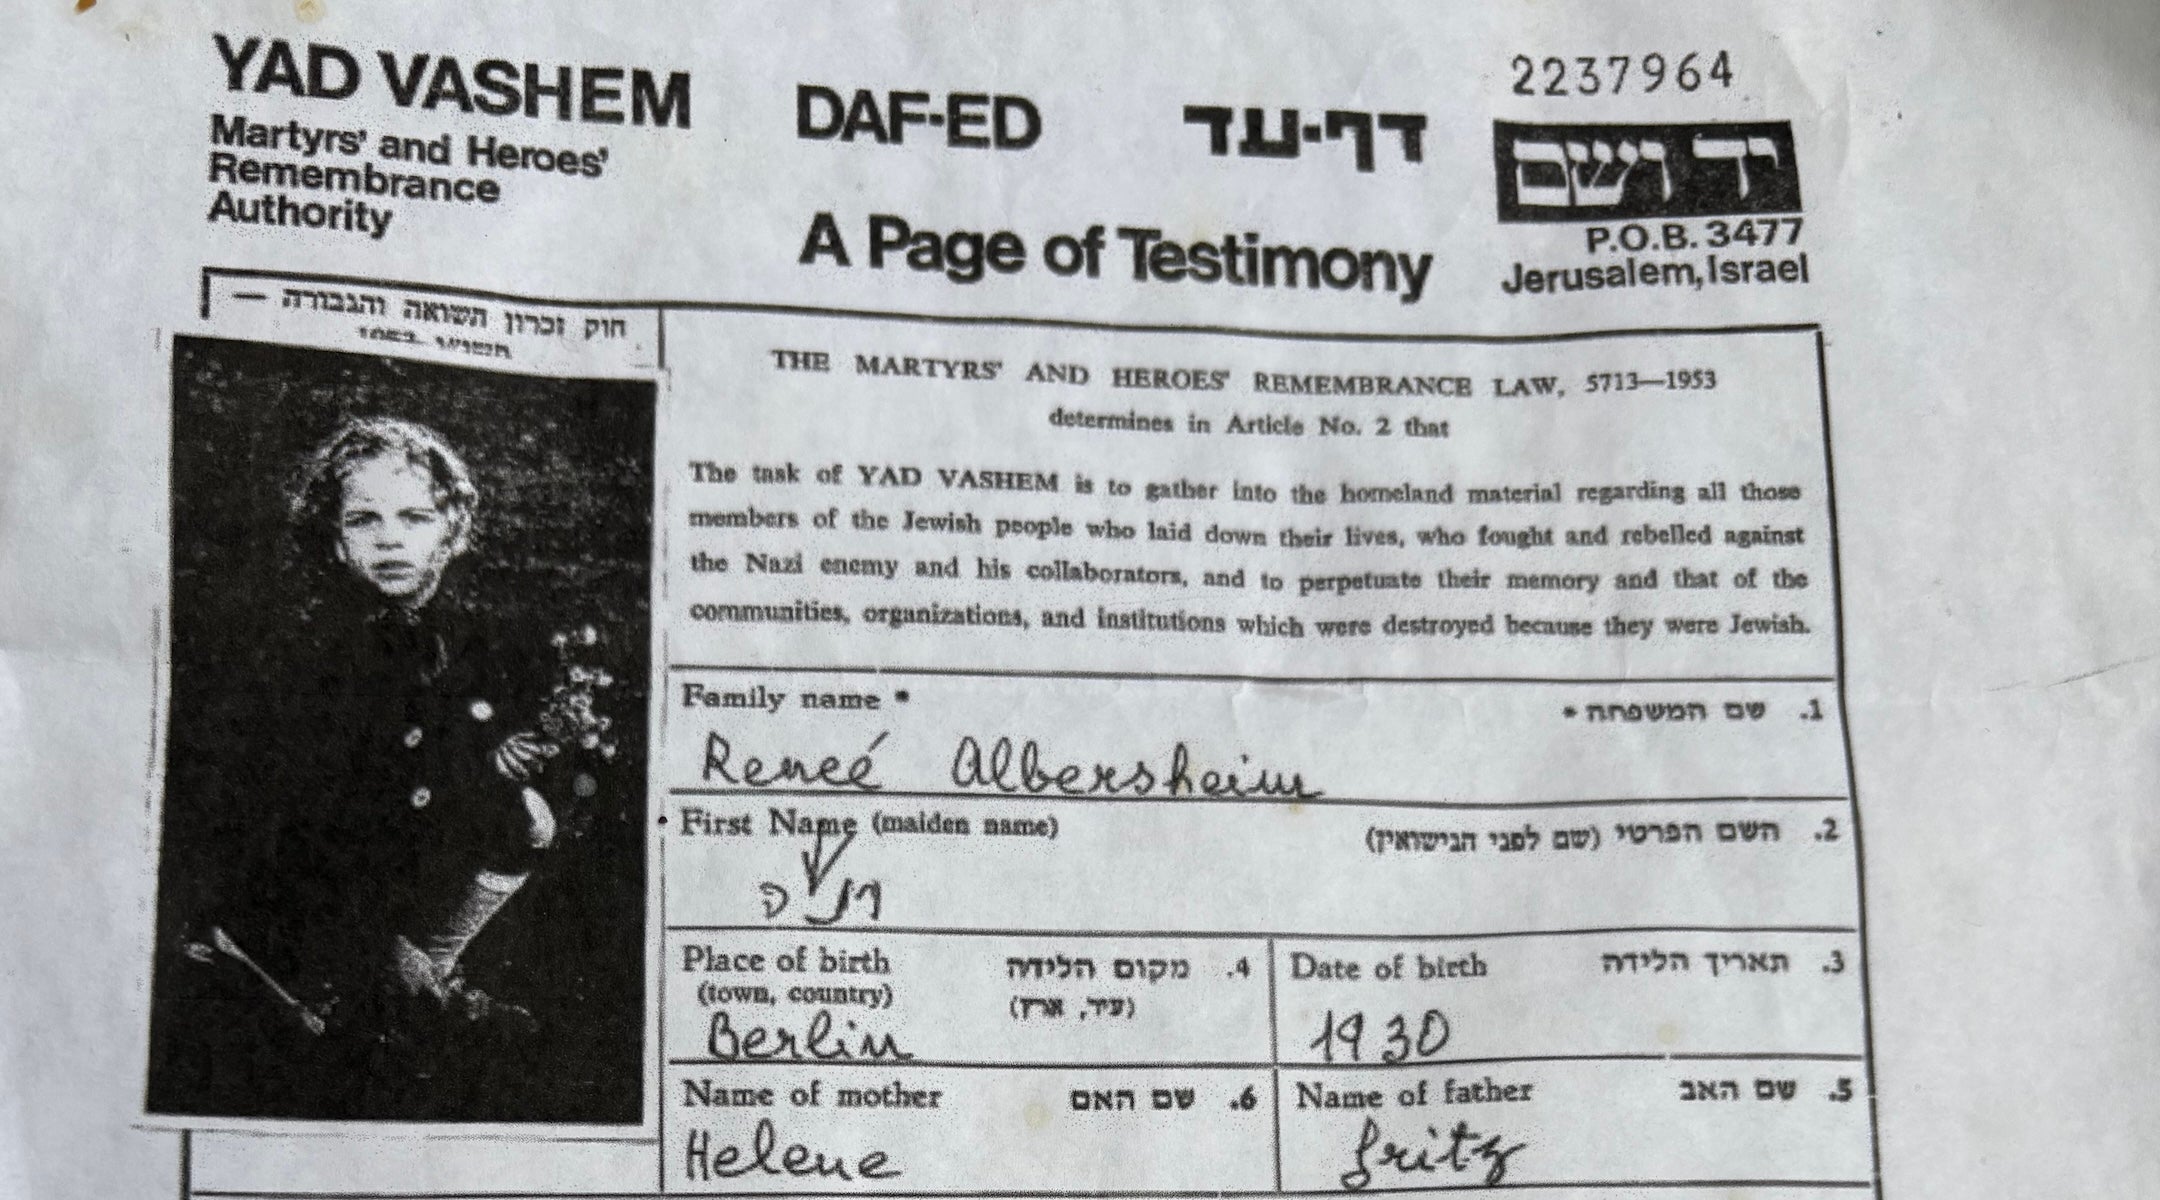 YAD VASHEM DAF-ED דף-עד 2237964
Martyrs' and Heroes'
Remembrance
Authority
יד ושם
A Page of Testimony
P.O.B. 3477
Jerusalem, Israel
חוק זכרון השואה והגבורה —
THE MARTYRS' AND HEROES' REMEMBRANCE LAW, 5713—1953
determines in Article No. 2 that
The task of YAD VASHEM is to gather into the homeland material regarding all those
members of the Jewish people who laid down their lives, who fought and rebelled against
the Nazi enemy and his collaborators, and to perpetuate their memory and that of the
communities, organizations, and institutions which were destroyed because they were Jewish.
Family name * 1. שם המשפחה *
Reneé Albersheim
First Name (maiden name) 2. השם הפרטי (שם לפני הנישואין)
Place of birth 4. מקום הלידה
(town, country) (עיר, ארץ)
Berlin
Date of birth 3. תאריך הלידה
1930
Name of mother 6. שם האם
Helene
Name of father 5. שם האב
Fritz